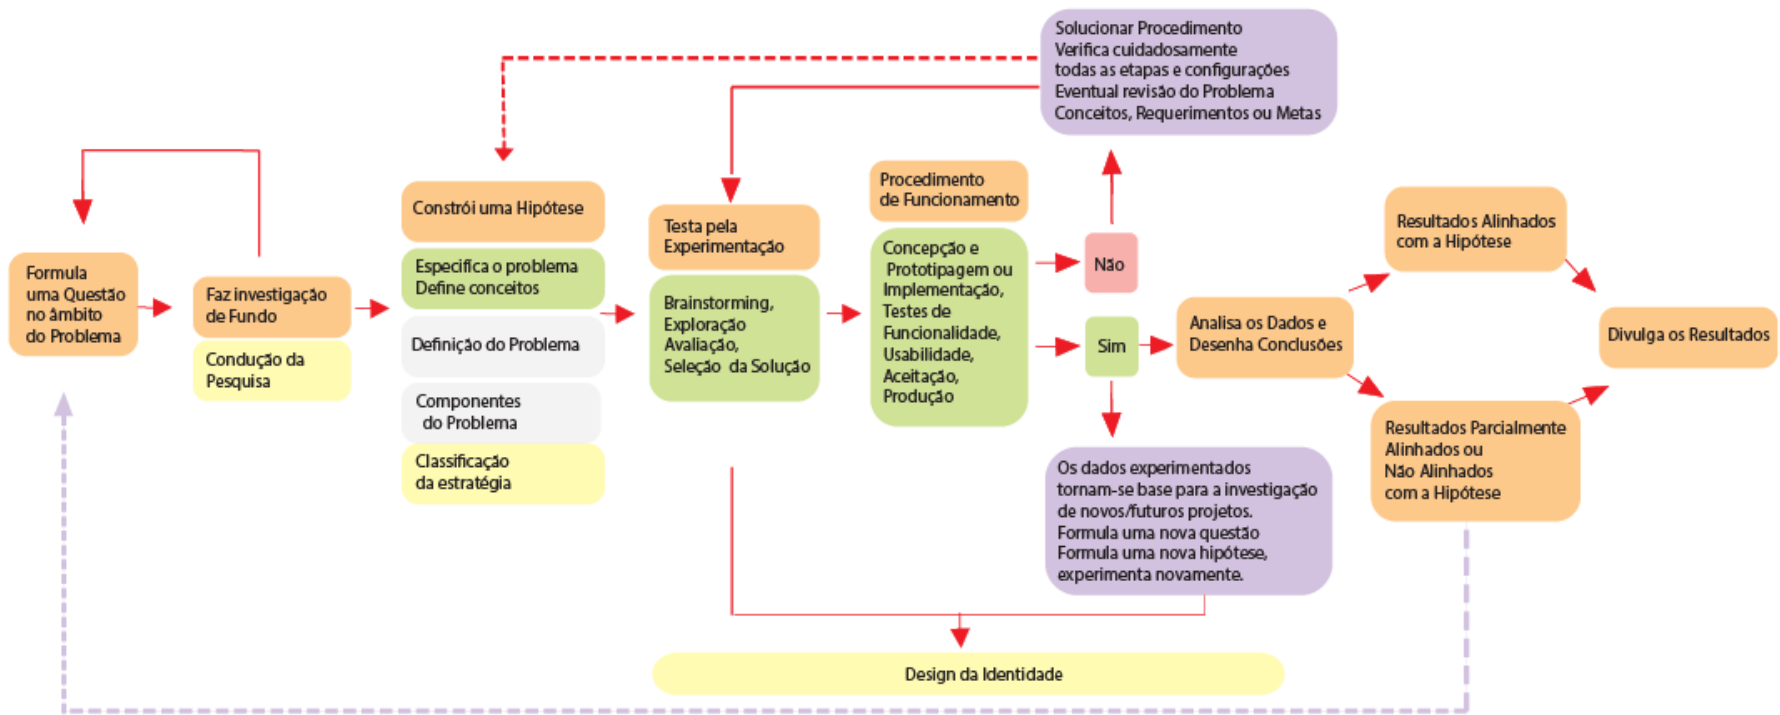 Solucionar Procedimento
Verifica cuidadosamente
todas as etapas e configurações
Eventual revisão do Problema
Conceitos, Requerimentos ou Metas
Formula
uma Questão
no âmbito
do Problema
Faz investigação
de Fundo
Condução da
Pesquisa
Constrói uma Hipótese
Especifica o problema
Define conceitos
Definição do Problema
Componentes
do Problema
Classificação
da estratégia
Testa pela
Experimentação
Brainstorming,
Exploração
Avaliação,
Seleção da Solução
Procedimento
de Funcionamento
Concepção e
Prototipagem ou
Implementação,
Testes de
Funcionalidade,
Usabilidade,
Aceitação,
Produção
Não
Sim
Os dados experimentados
tornam-se base para a investigação
de novos/futuros projetos.
Formula uma nova questão
Formula uma nova hipótese,
experimenta novamente.
Analisa os Dados e
Desenha Conclusões
Resultados Alinhados
com a Hipótese
Resultados Parcialmente
Alinhados ou
Não Alinhados
com a Hipótese
Divulga os Resultados
Design da Identidade